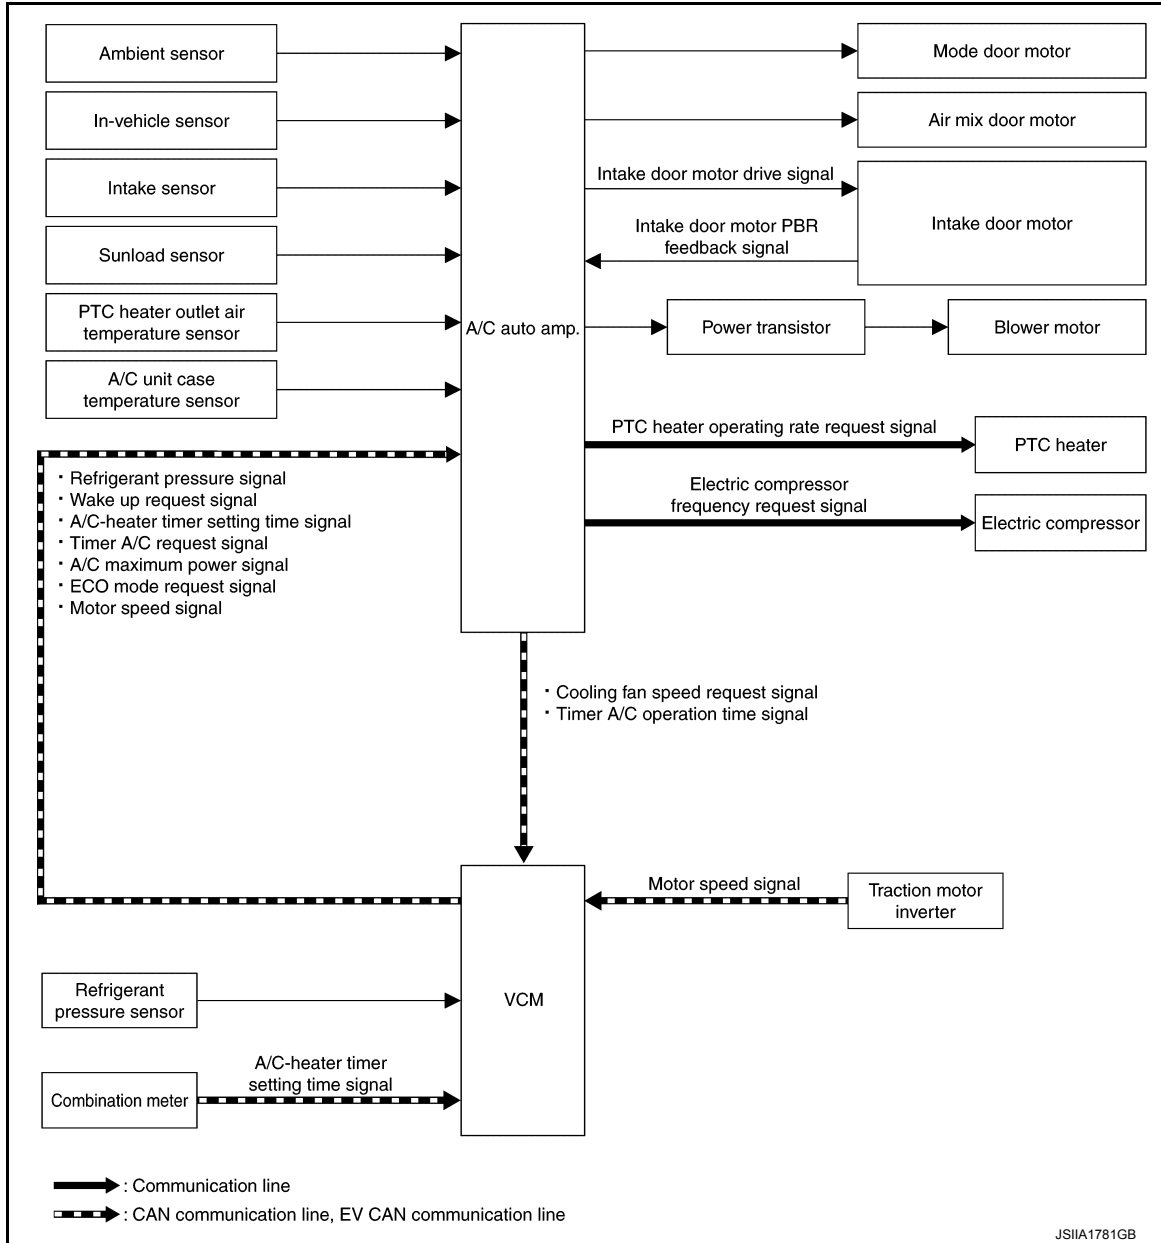 Ambient sensor
In-vehicle sensor
Intake sensor
Sunload sensor
PTC heater outlet air
temperature sensor
A/C unit case
temperature sensor
A/C auto amp.
Mode door motor
Air mix door motor
Intake door motor drive signal
Intake door motor PBR
feedback signal
Intake door motor
Power transistor
Blower motor
PTC heater operating rate request signal
PTC heater
Electric compressor
frequency request signal
Electric compressor
・Refrigerant pressure signal
・Wake up request signal
・A/C-heater timer setting time signal
・Timer A/C request signal
・A/C maximum power signal
・ECO mode request signal
・Motor speed signal
・Cooling fan speed request signal
・Timer A/C operation time signal
Motor speed signal
Traction motor
inverter
VCM
Refrigerant
pressure sensor
A/C-heater timer
setting time signal
Combination meter
: Communication line
: CAN communication line, EV CAN communication line
JSIIA1781GB